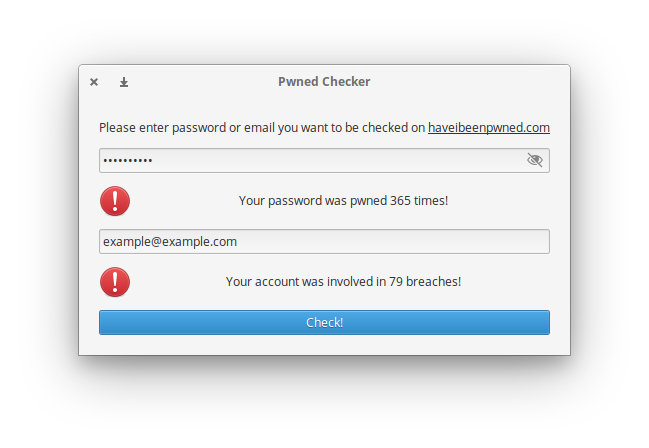 Pwned Checker
Please enter password or email you want to be checked on haveibeenpwned.com
••••••••••
Your password was pwned 365 times!
example@example.com
Your account was involved in 79 breaches!
Check!